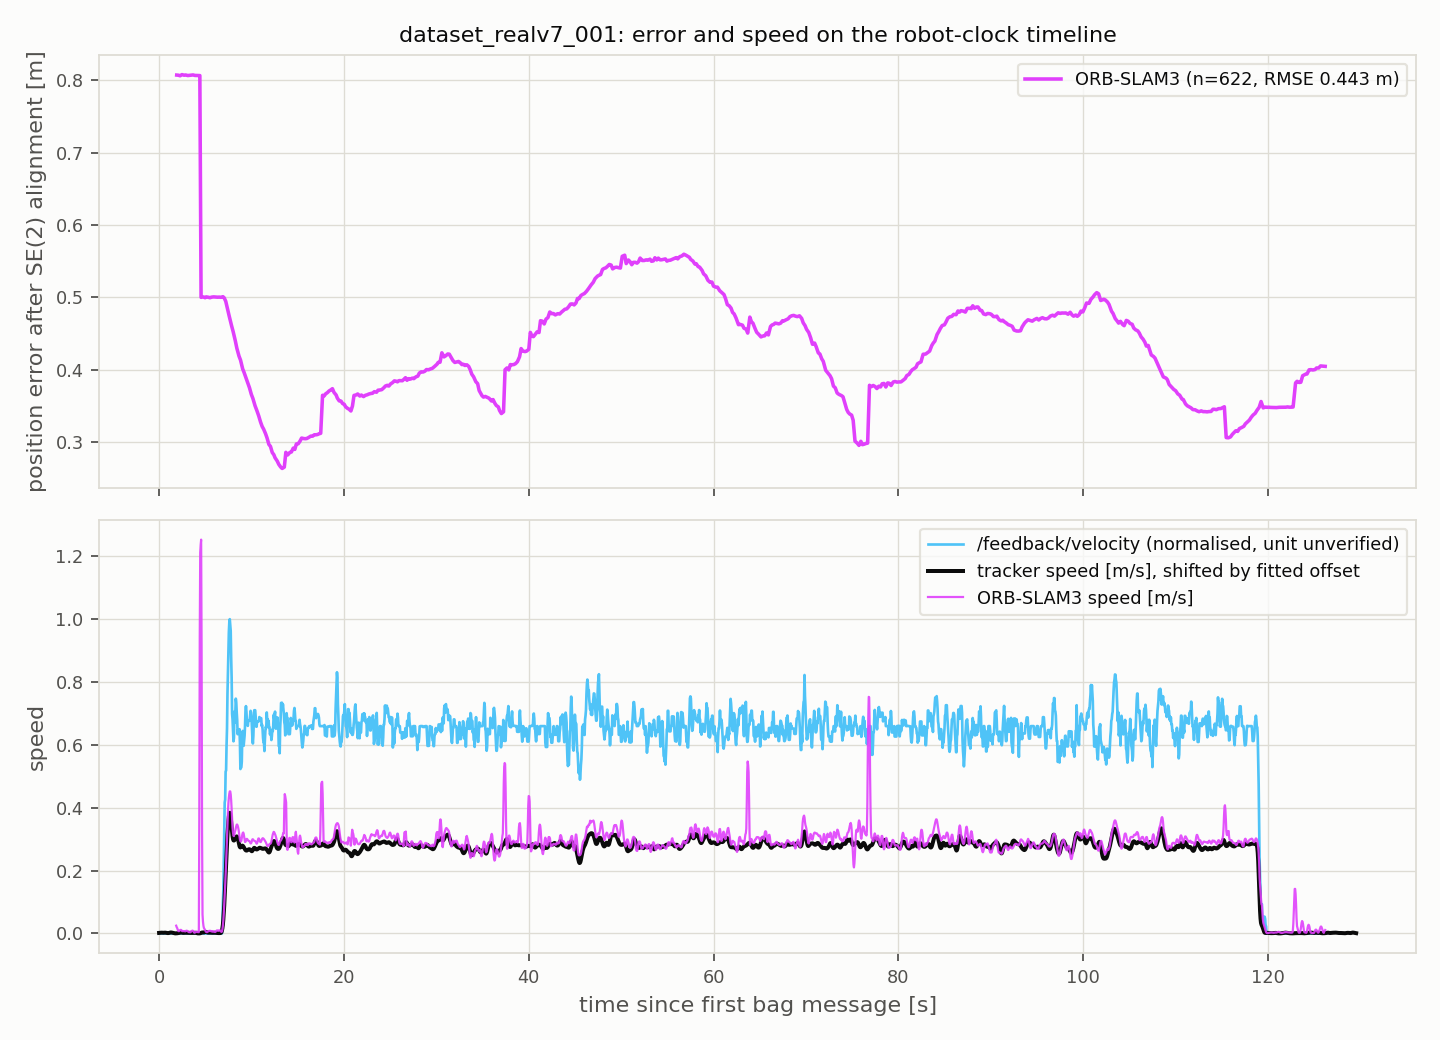 dataset_realv7_001: error and speed on the robot-clock timeline
position error after SE(2) alignment [m]
0.8
0.7
0.6
0.5
0.4
0.3
ORB-SLAM3 (n=622, RMSE 0.443 m)
speed
1.2
1.0
0.8
0.6
0.4
0.2
0.0
/feedback/velocity (normalised, unit unverified)
tracker speed [m/s], shifted by fitted offset
ORB-SLAM3 speed [m/s]
0 20 40 60 80 100 120
time since first bag message [s]